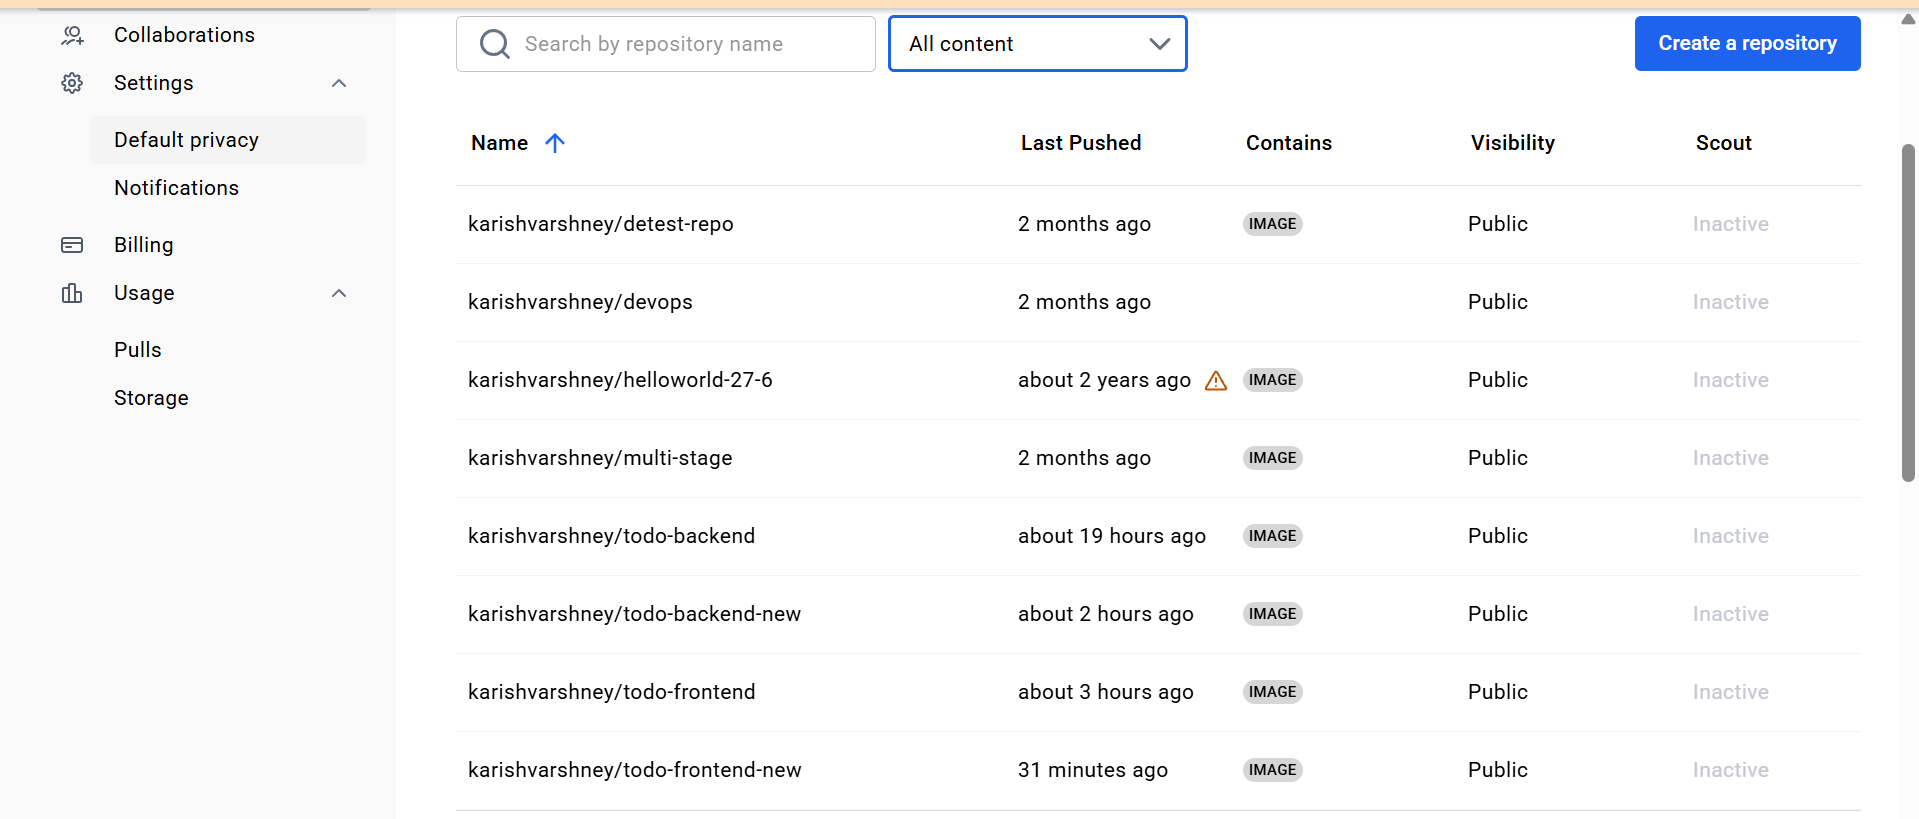 Collaborations
Settings
Default privacy
Notifications
Billing
Usage
Pulls
Storage
Search by repository name
All content
Create a repository
Name Last Pushed Contains Visibility Scout
karishvarshney/detest-repo 2 months ago IMAGE Public Inactive
karishvarshney/devops 2 months ago Public Inactive
karishvarshney/helloworld-27-6 about 2 years ago IMAGE Public Inactive
karishvarshney/multi-stage 2 months ago IMAGE Public Inactive
karishvarshney/todo-backend about 19 hours ago IMAGE Public Inactive
karishvarshney/todo-backend-new about 2 hours ago IMAGE Public Inactive
karishvarshney/todo-frontend about 3 hours ago IMAGE Public Inactive
karishvarshney/todo-frontend-new 31 minutes ago IMAGE Public Inactive